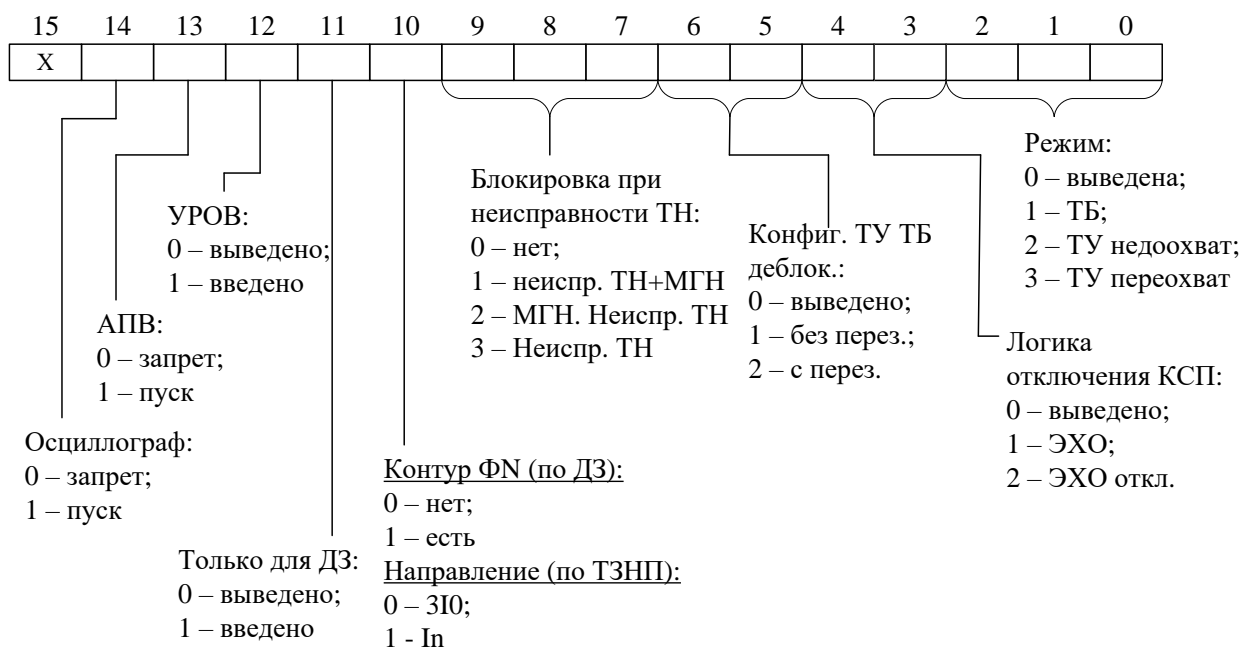 15 14 13 12 11 10 9 8 7 6 5 4 3 2 1 0
X
Режим:
0 – выведена;
1 – ТБ;
2 – ТУ недоохват;
3 – ТУ переохват
Блокировка при
неисправности ТН:
0 – нет;
1 – неиспр. ТН+МГН
2 – МГН. Неиспр. ТН
3 – Неиспр. ТН
УРОВ:
0 – выведено;
1 – введено
Конфиг. ТУ ТБ
деблок.:
0 – выведено;
1 – без перез.;
2 – с перез.
АПВ:
0 – запрет;
1 – пуск
Логика
отключения КСП:
0 – выведено;
1 – ЭХО;
2 – ЭХО откл.
Осциллограф:
0 – запрет;
1 – пуск
Контур ФN (по ДЗ):
0 – нет;
1 – есть
Направление (по ТЗНП):
0 – 3I0;
1 - In
Только для ДЗ:
0 – выведено;
1 – введено